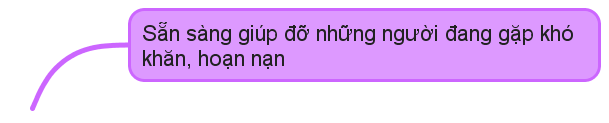 Sẵn sàng giúp đỡ những người đang gặp khó
khăn, hoạn nạn